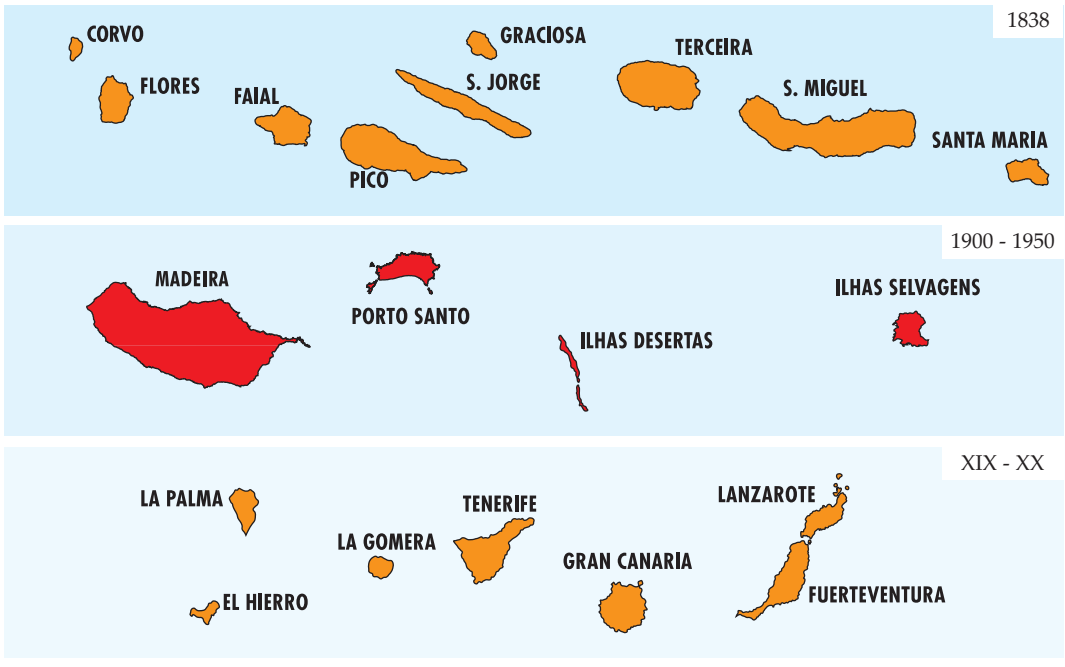 1838
CORVO
FLORES
FAIAL
PICO
GRACIOSA
S. JORGE
TERCEIRA
S. MIGUEL
SANTA MARIA
1900 - 1950
MADEIRA
PORTO SANTO
ILHAS DESERTAS
ILHAS SELVAGENS
XIX - XX
LA PALMA
EL HIERRO
LA GOMERA
TENERIFE
GRAN CANARIA
LANZAROTE
FUERTEVENTURA